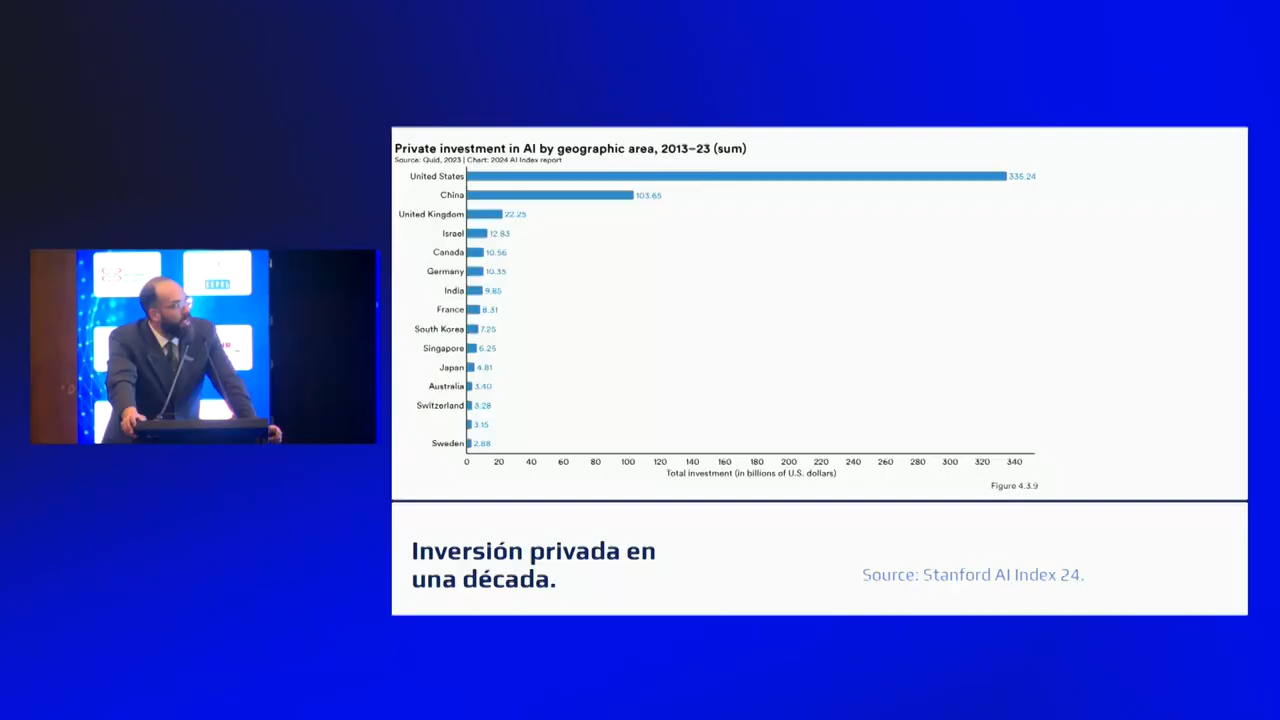 Private investment in AI by geographic area, 2013–23 (sum)
Source: Quid, 2023 | Chart: 2024 AI Index report
United States 335.24
China 103.65
United Kingdom 22.25
Israel 12.83
Canada 10.56
Germany 10.35
India 9.85
France 8.31
South Korea 7.25
Singapore 6.25
Japan 4.81
Australia 3.40
Switzerland 3.28
3.15
Sweden 2.88
0 20 40 60 80 100 120 140 160 180 200 220 240 260 280 300 320 340
Total investment (in billions of U.S. dollars)
Figure 4.3.9
Inversión privada en
una década.
Source: Stanford AI Index 24.